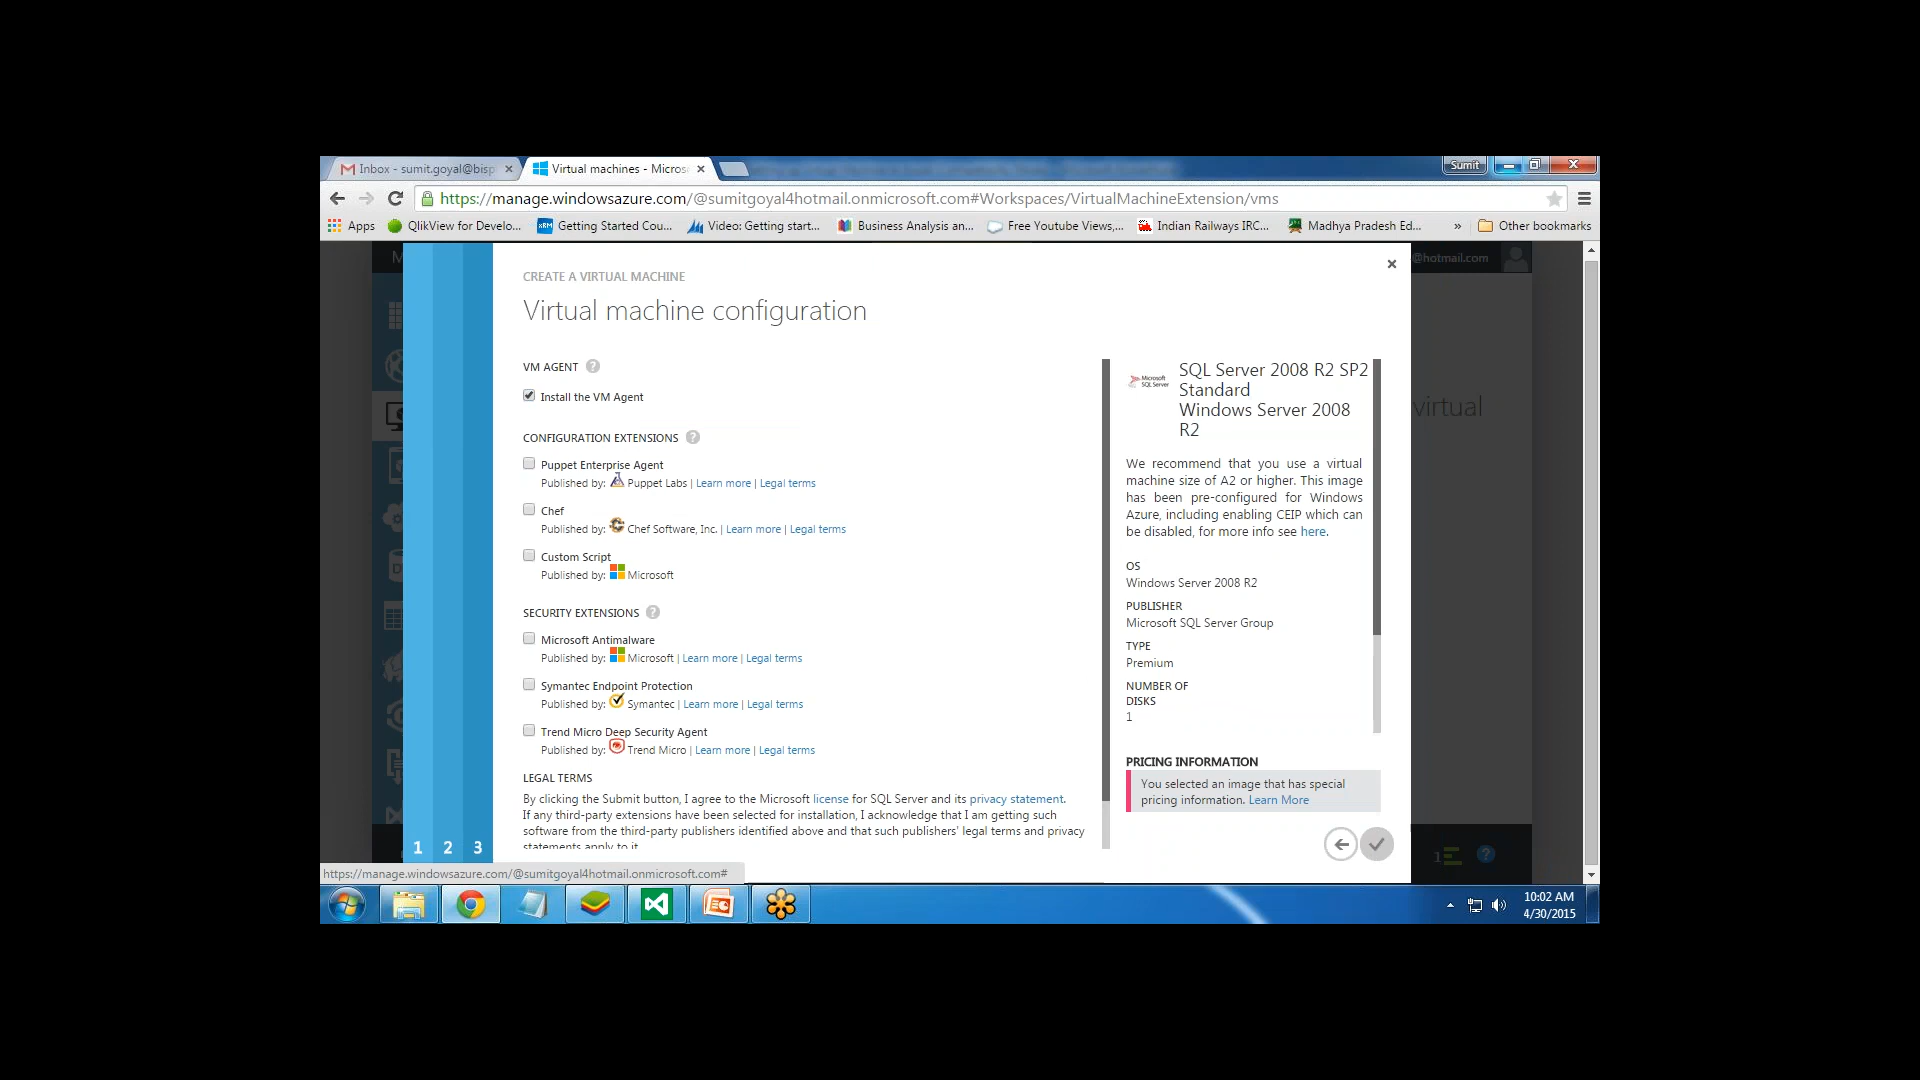 Inbox - sumit.goyal@bisp
Virtual machines - Micros
Sumit
https://manage.windowsazure.com/@sumitgoyal4hotmail.onmicrosoft.com#Workspaces/VirtualMachineExtension/vms
Apps
QlikView for Develo...
Getting Started Cou...
Video: Getting start...
Business Analysis an...
Free Youtube Views,...
Indian Railways IRC...
Madhya Pradesh Ed...
»
Other bookmarks
@hotmail.com
virtual
CREATE A VIRTUAL MACHINE
Virtual machine configuration
VM AGENT ?
Install the VM Agent
CONFIGURATION EXTENSIONS ?
Puppet Enterprise Agent
Published by: Puppet Labs | Learn more | Legal terms
Chef
Published by: Chef Software, Inc. | Learn more | Legal terms
Custom Script
Published by: Microsoft
SECURITY EXTENSIONS ?
Microsoft Antimalware
Published by: Microsoft | Learn more | Legal terms
Symantec Endpoint Protection
Published by: Symantec | Learn more | Legal terms
Trend Micro Deep Security Agent
Published by: Trend Micro | Learn more | Legal terms
LEGAL TERMS
By clicking the Submit button, I agree to the Microsoft license for SQL Server and its privacy statement.
If any third-party extensions have been selected for installation, I acknowledge that I am getting such
software from the third-party publishers identified above and that such publishers' legal terms and privacy
statements apply to it
Microsoft
SQL Server
SQL Server 2008 R2 SP2
Standard
Windows Server 2008
R2
We recommend that you use a virtual
machine size of A2 or higher. This image
has been pre-configured for Windows
Azure, including enabling CEIP which can
be disabled, for more info see here.
OS
Windows Server 2008 R2
PUBLISHER
Microsoft SQL Server Group
TYPE
Premium
NUMBER OF
DISKS
1
PRICING INFORMATION
You selected an image that has special
pricing information. Learn More
1 2 3
1
?
https://manage.windowsazure.com/@sumitgoyal4hotmail.onmicrosoft.com#
10:02 AM
4/30/2015